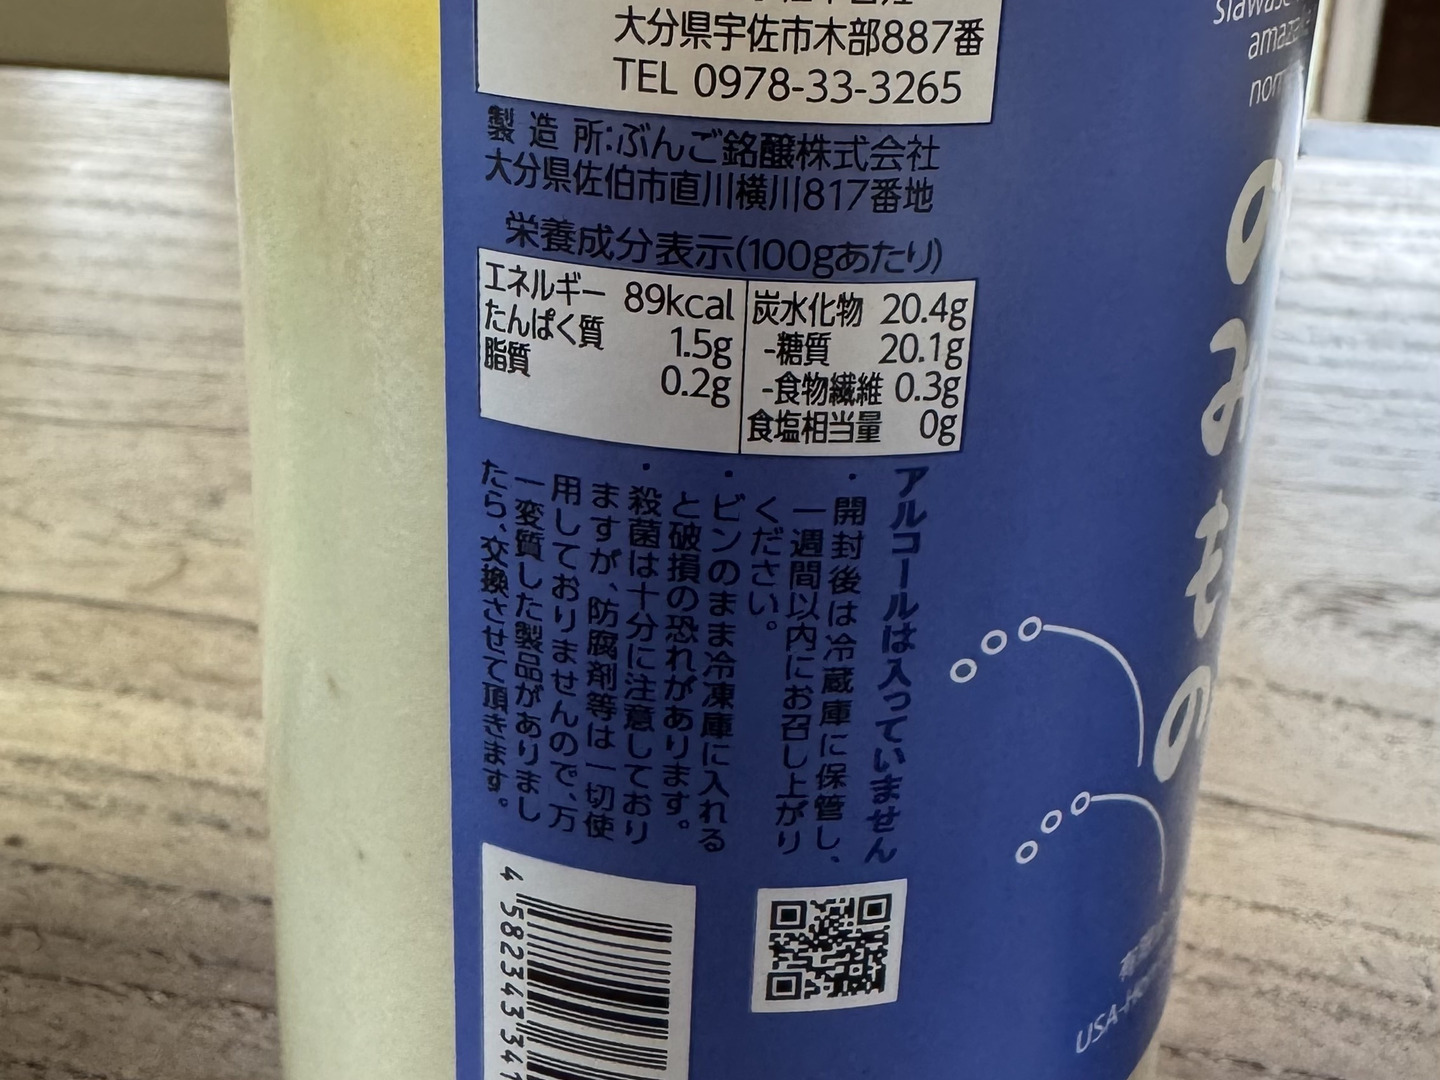 大分県宇佐市木部887番
TEL 0978-33-3265
製造所:ぶんご銘醸株式会社
大分県佐伯市直川横川817番地
栄養成分表示(100gあたり)
エネルギー 89kcal
たんぱく質 1.5g
脂質 0.2g
炭水化物 20.4g
-糖質 20.1g
-食物繊維 0.3g
食塩相当量 0g
アルコールは入っていません
・開封後は冷蔵庫に保管し、
一週間以内にお召し上がり
ください。
・ビンのまま冷凍庫に入れる
と破損の恐れがあります。
・殺菌は十分に注意しており
ますが、防腐剤等は一切使
用しておりませんので、万
一変質した製品がありまし
たら、交換させて頂きます。
4 582343 341
のみもの
USA-